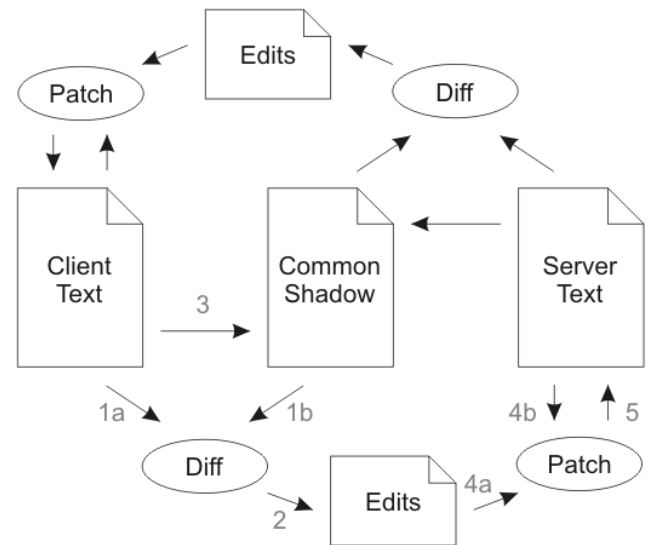 Edits
Patch
Diff
Client
Text
Common
Shadow
Server
Text
3
1a
1b
4b
5
Diff
Patch
4a
Edits
2